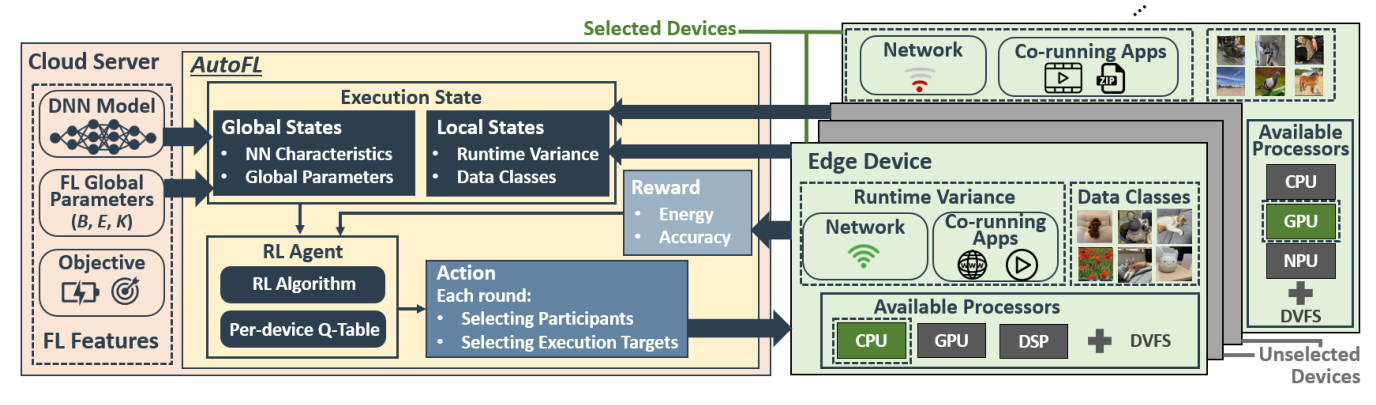 Cloud Server
DNN Model
FL Global
Parameters
(B, E, K)
Objective
FL Features
AutoFL
Execution State
Global States
• NN Characteristics
• Global Parameters
Local States
• Runtime Variance
• Data Classes
RL Agent
RL Algorithm
Per-device Q-Table
Reward
• Energy
• Accuracy
Action
Each round:
• Selecting Participants
• Selecting Execution Targets
Selected Devices
Edge Device
Runtime Variance
Network
Co-running
Apps
WWW
Data Classes
Available Processors
CPU
GPU
DSP
DVFS
...
Network
Co-running Apps
ZIP
Available
Processors
CPU
GPU
NPU
DVFS
Unselected
Devices